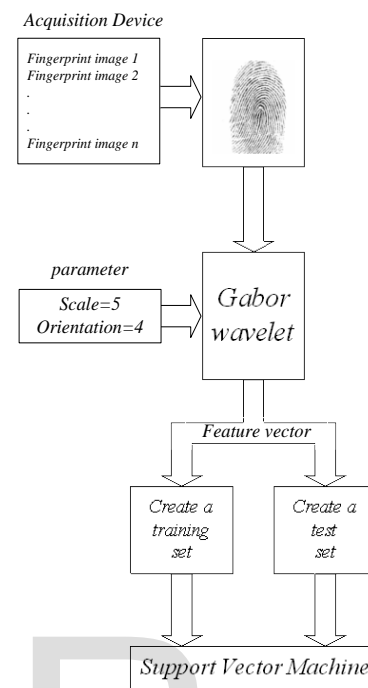 Acquisition Device
Fingerprint image 1
Fingerprint image 2
.
.
.
Fingerprint image n
parameter
Scale=5
Orientation=4
Gabor
wavelet
Feature vector
Create a
training
set
Create a
test
set
Support Vector Machine